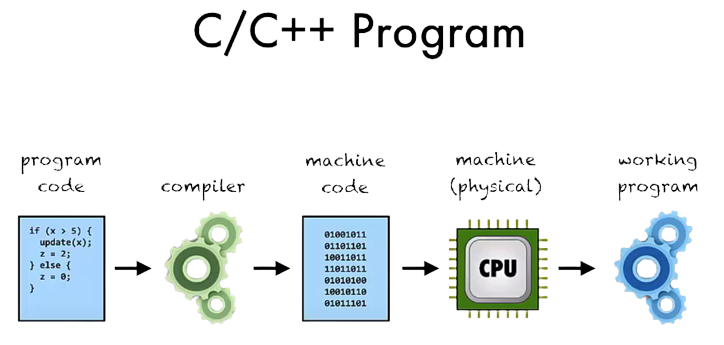 C/C++ Program
program
code
compiler
machine
code
machine
(physical)
working
program
if (x > 5) {
update(x);
z = 2;
} else {
z = 0;
}
01001011
01101101
10011011
11011011
01010100
10010110
01011101
CPU